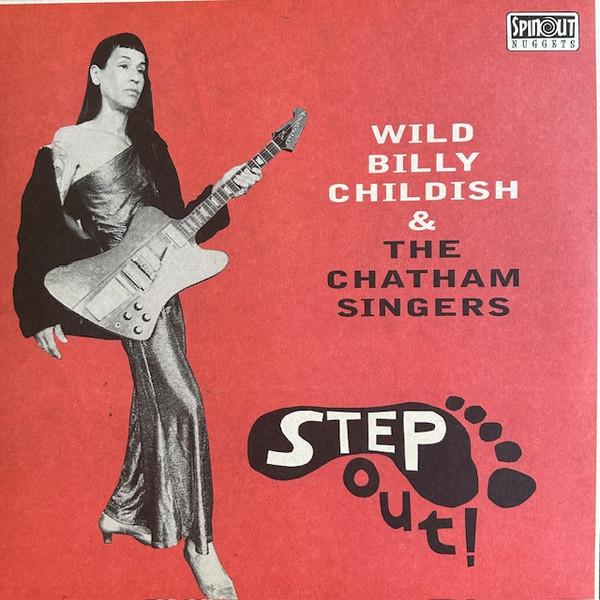 SPINOUT
NUGGETS
WILD
BILLY
CHILDISH
&
THE
CHATHAM
SINGERS
STEP
out!